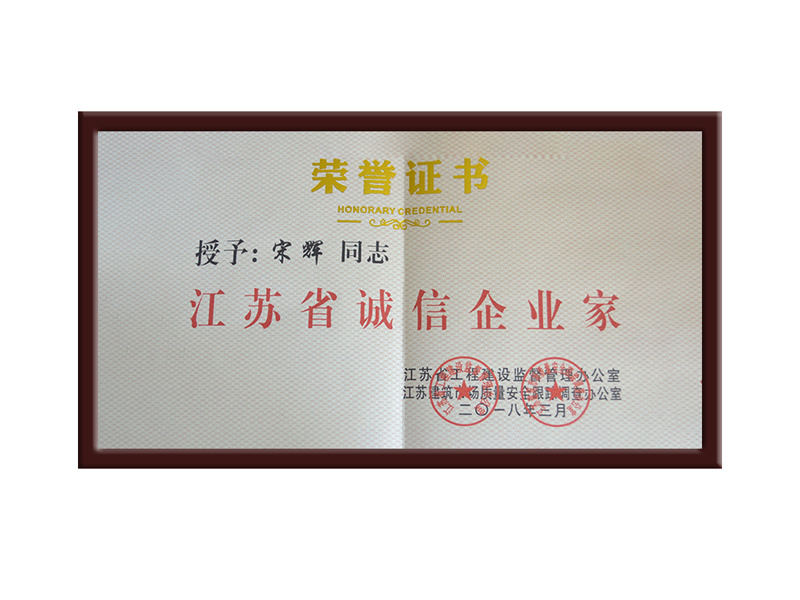 荣誉证书
HONORARY CREDENTIAL
授予：宋辉 同志
江苏省诚信企业家
江苏省工程建设监督管理办公室
江苏建筑市场质量安全跟踪调查办公室
二〇一八年三月